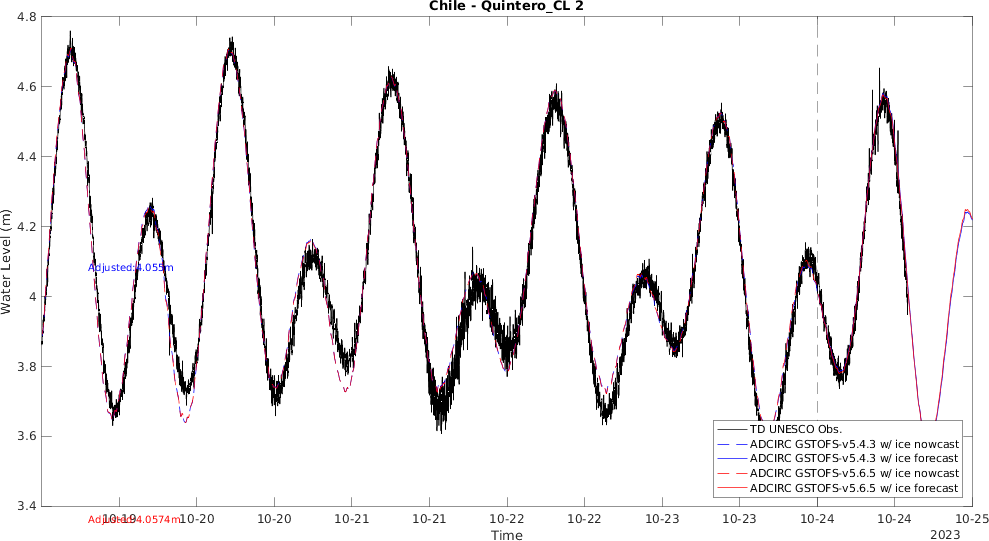 Chile - Quintero_CL 2
4.8
4.6
4.4
4.2
4
3.8
3.6
3.4
Water Level (m)
Adjusted:4.055m
Adjusted:4.0574m
10-19
10-20
10-20
10-21
10-21
10-22
10-22
10-23
10-23
10-24
10-24
10-25
Time
2023
TD UNESCO Obs.
ADCIRC GSTOFS-v5.4.3 w/ ice nowcast
ADCIRC GSTOFS-v5.4.3 w/ ice forecast
ADCIRC GSTOFS-v5.6.5 w/ ice nowcast
ADCIRC GSTOFS-v5.6.5 w/ ice forecast